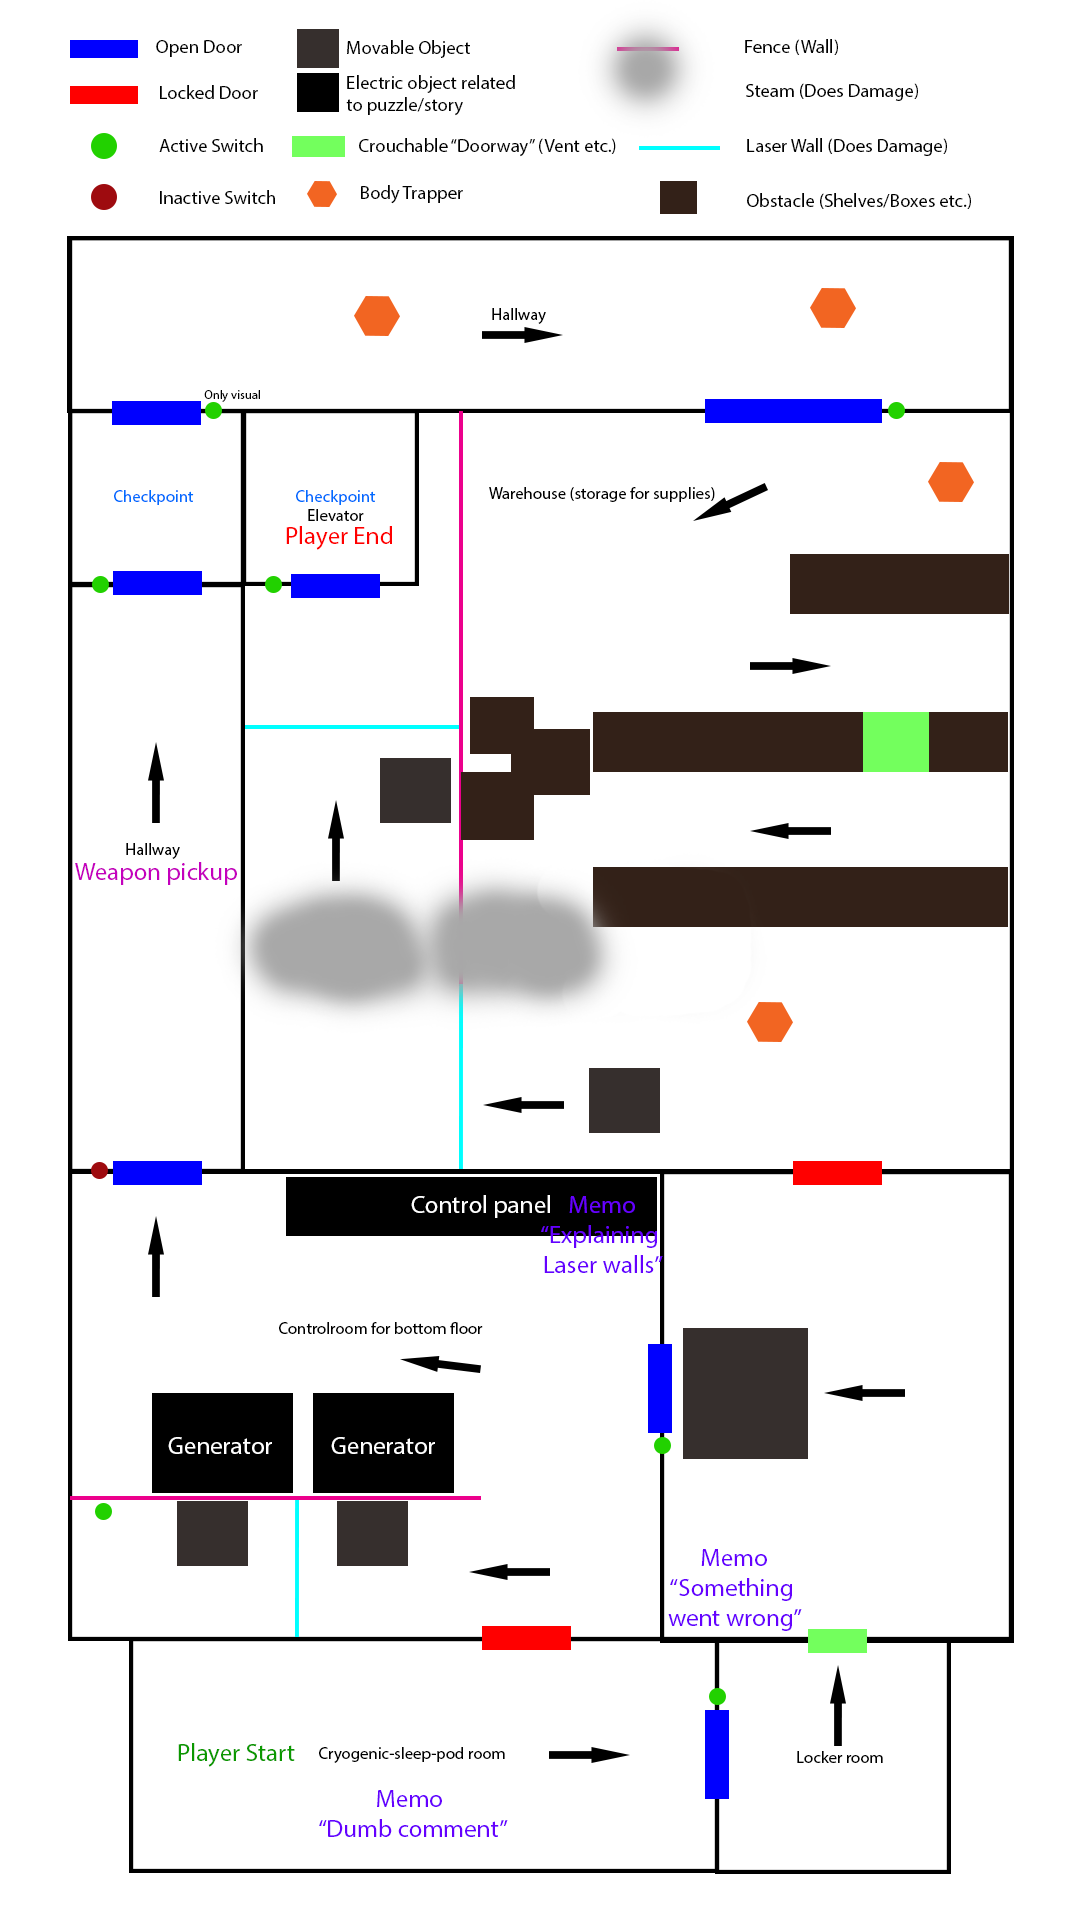 Open Door
Movable Object
Fence (Wall)
Locked Door
Electric object related
to puzzle/story
Steam (Does Damage)
Active Switch
Crouchable “Doorway” (Vent etc.)
Laser Wall (Does Damage)
Inactive Switch
Body Trapper
Obstacle (Shelves/Boxes etc.)
Hallway
Only visual
Checkpoint
Checkpoint
Elevator
Player End
Warehouse (storage for supplies)
Hallway
Weapon pickup
Control panel
Memo
“Explaining
Laser walls”
Controlroom for bottom floor
Generator
Generator
Memo
“Something
went wrong”
Player Start
Cryogenic-sleep-pod room
Locker room
Memo
“Dumb comment”